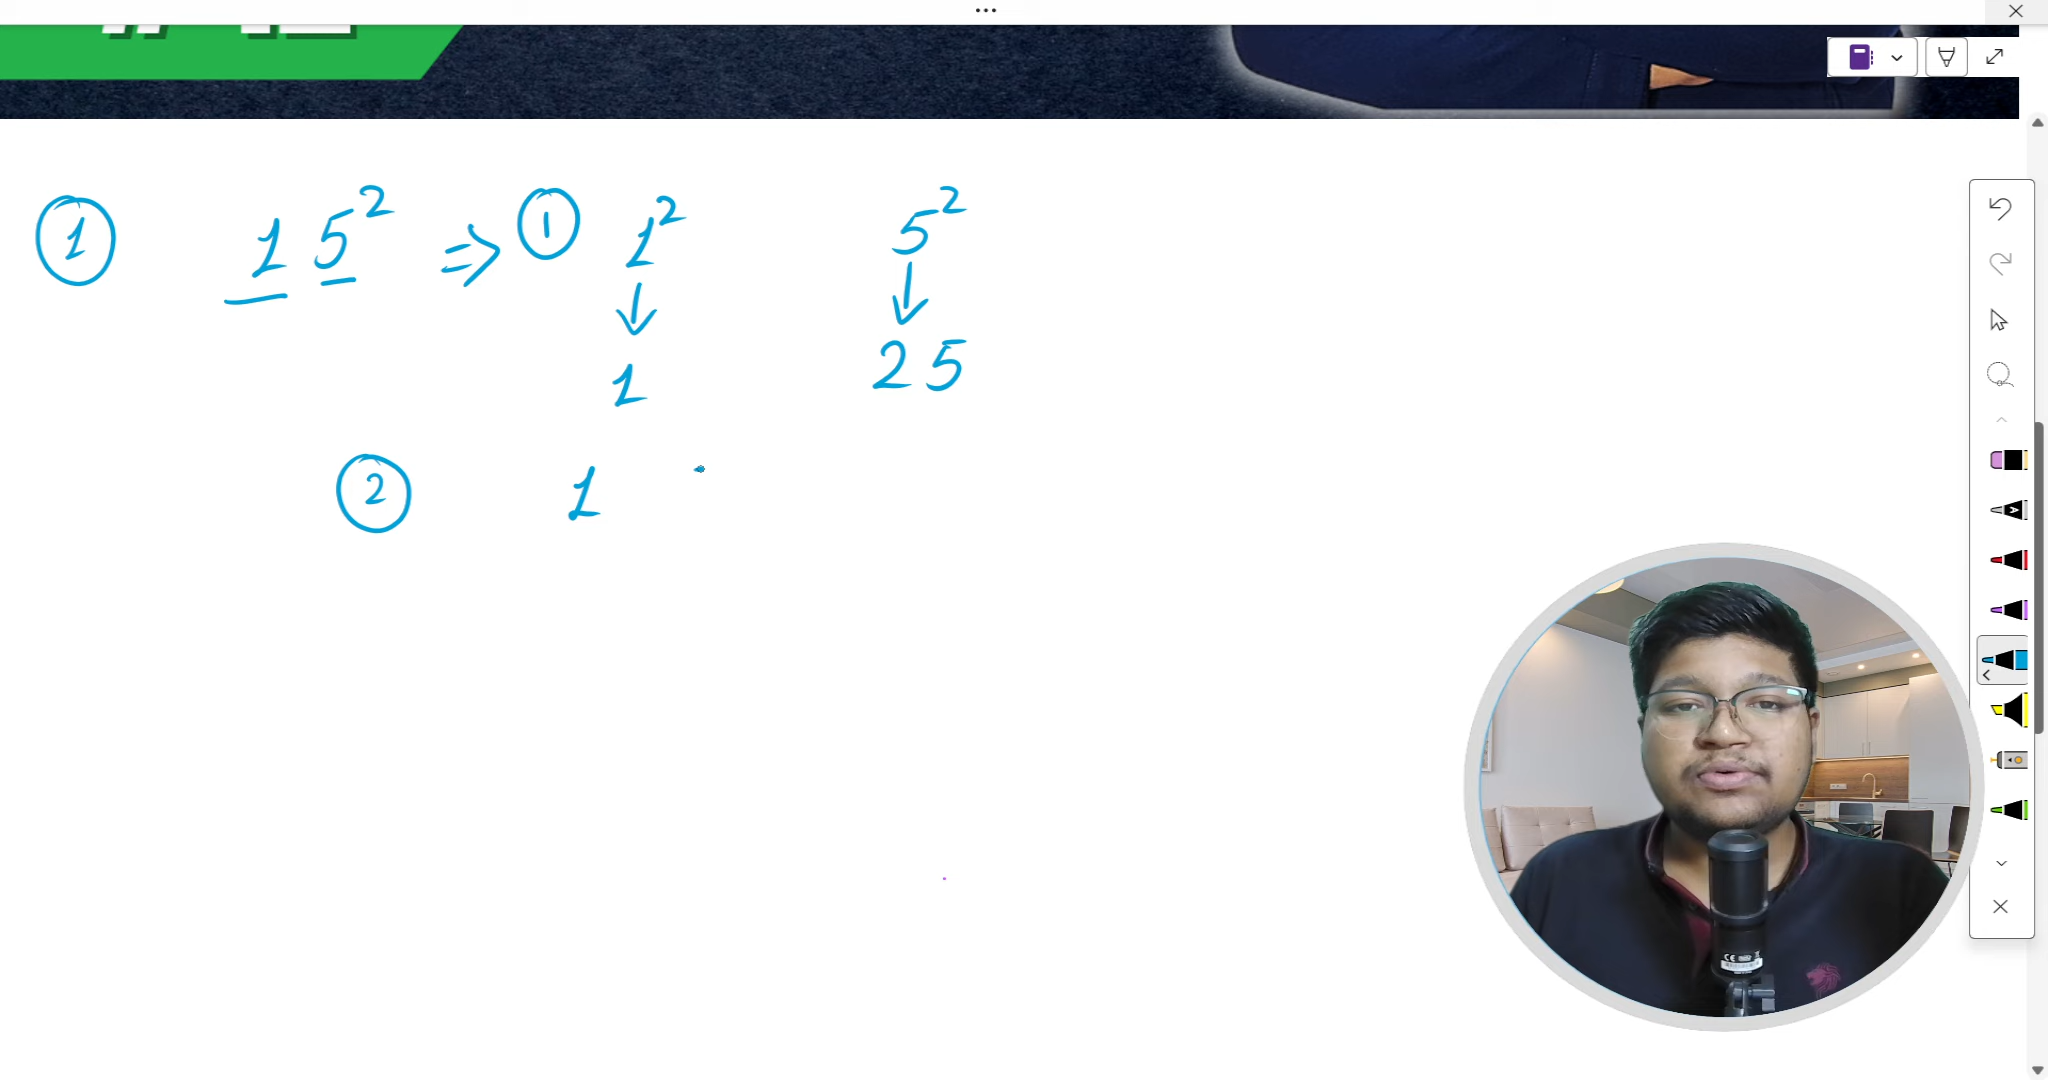 ① 15² ⇒ ① 1² 5²
↓ ↓
1 25
② 1